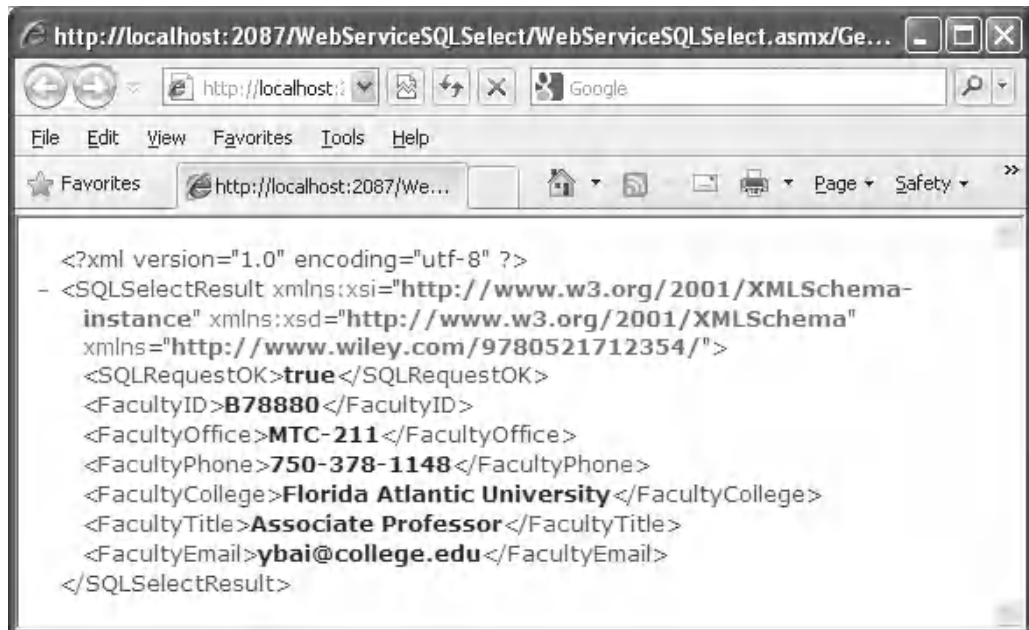 http://localhost:2087/WebServiceSQLSelect/WebServiceSQLSelect.asmx/Ge...
http://localhost:
Google
File Edit View Favorites Tools Help
Favorites http://localhost:2087/We... Page Safety »
<?xml version="1.0" encoding="utf-8" ?>
- <SQLSelectResult xmlns:xsi="http://www.w3.org/2001/XMLSchema-
instance" xmlns:xsd="http://www.w3.org/2001/XMLSchema"
xmlns="http://www.wiley.com/9780521712354/">
<SQLRequestOK>true</SQLRequestOK>
<FacultyID>B78880</FacultyID>
<FacultyOffice>MTC-211</FacultyOffice>
<FacultyPhone>750-378-1148</FacultyPhone>
<FacultyCollege>Florida Atlantic University</FacultyCollege>
<FacultyTitle>Associate Professor</FacultyTitle>
<FacultyEmail>ybai@college.edu</FacultyEmail>
</SQLSelectResult>